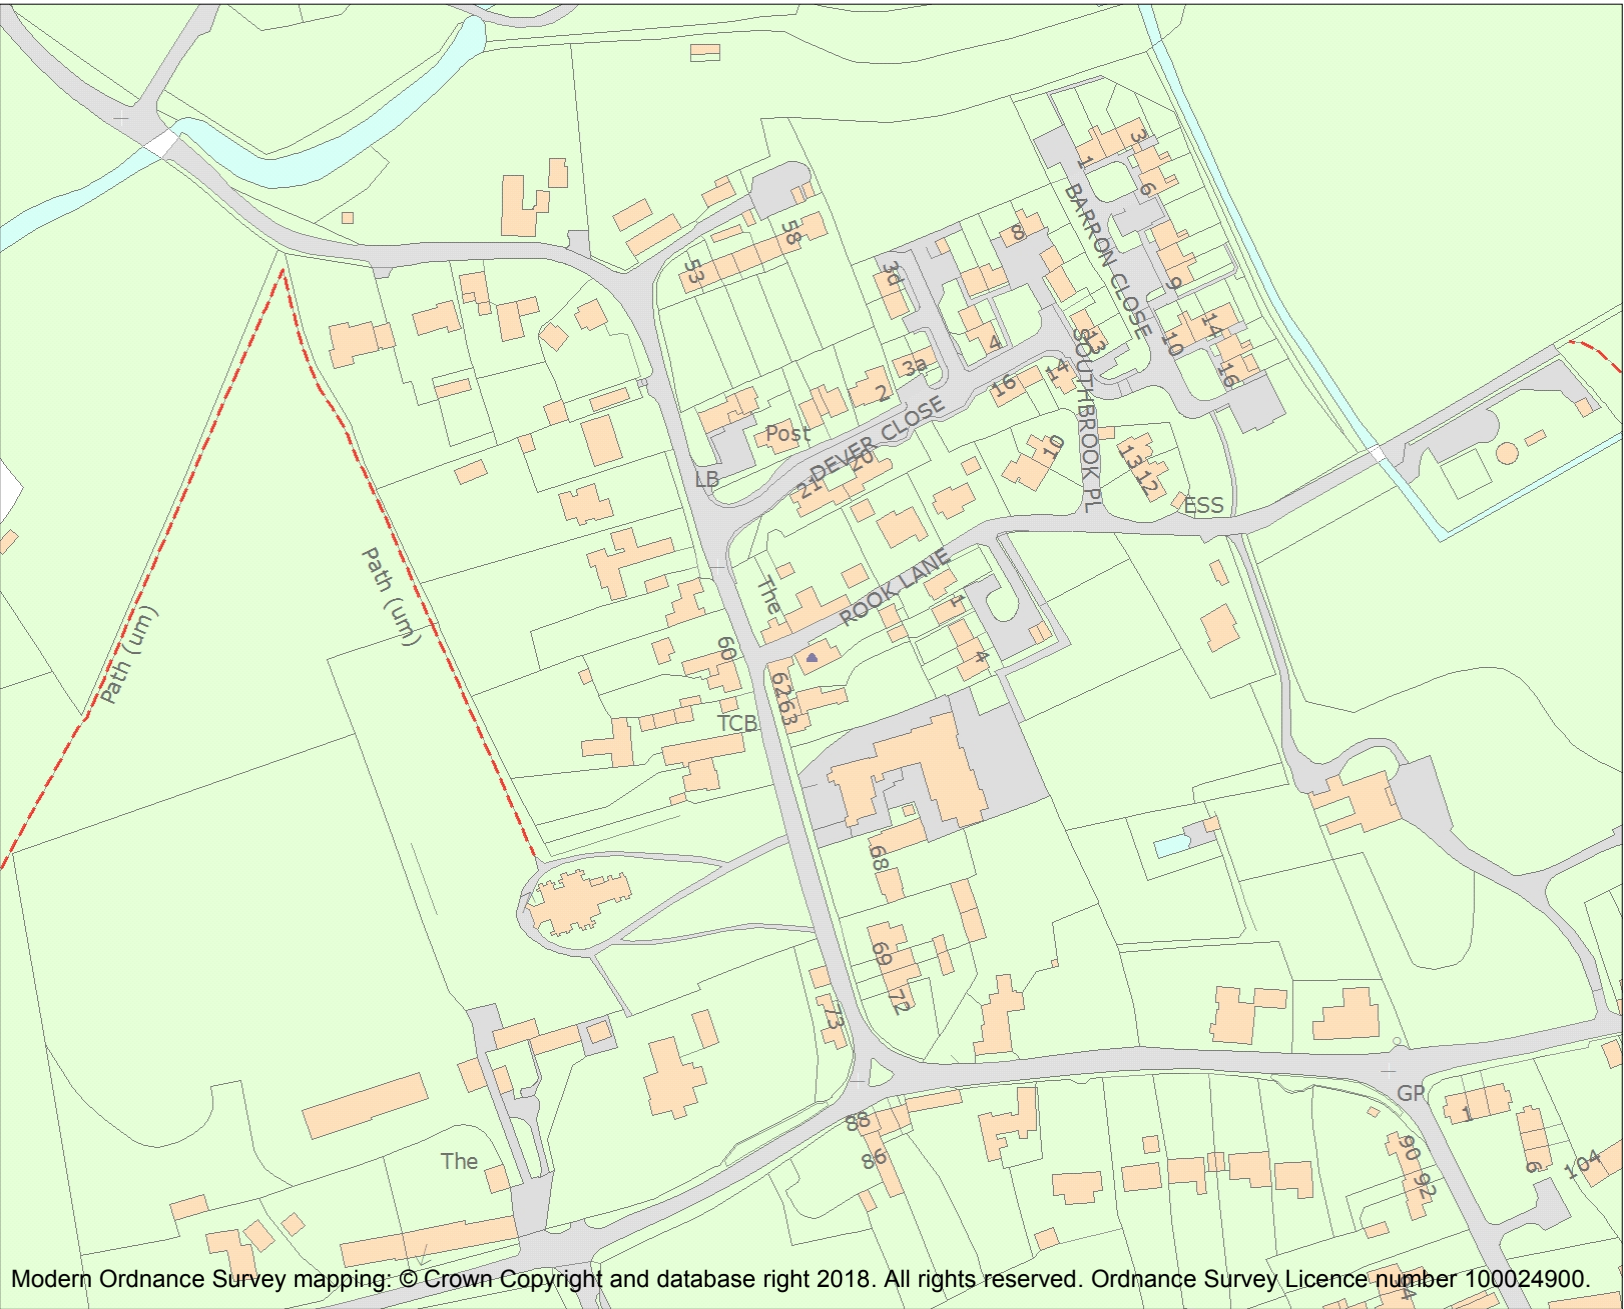 3
1
6
BARRON CLOSE
58
8
53
3d
9
14
13
10
4
SOUTHBROOK PL
3a
14
16
16
2
Post
DEVER CLOSE
10
20
13
12
LB
21
ESS
Path (um)
The
ROOK LANE
1
Path (um)
60
4
62
63
TCB
68
69
72
73
GP
88
1
86
90
The
6
104
92
Modern Ordnance Survey mapping: © Crown Copyright and database right 2018. All rights reserved. Ordnance Survey Licence number 100024900.